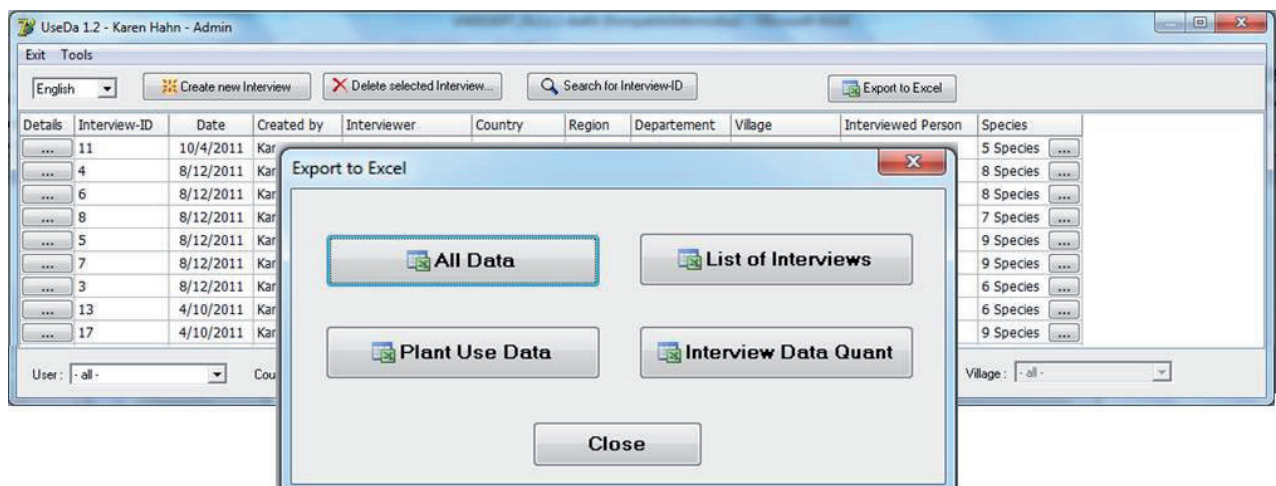 UseDa 1.2 - Karen Hahn - Admin
Exit Tools
English Create new Interview Delete selected Interview... Search for Interview-ID Export to Excel
Details Interview-ID Date Created by Interviewer Country Region Departement Village Interviewed Person Species
... 11 10/4/2011 Kar 5 Species ...
... 4 8/12/2011 Kar 8 Species ...
... 6 8/12/2011 Kar 8 Species ...
... 8 8/12/2011 Kar 7 Species ...
... 5 8/12/2011 Kar 9 Species ...
... 7 8/12/2011 Kar 9 Species ...
... 3 8/12/2011 Kar 6 Species ...
... 13 4/10/2011 Kar 6 Species ...
... 17 4/10/2011 Kar 9 Species ...
User : - all - Cou Village : - all -
Export to Excel
All Data List of Interviews
Plant Use Data Interview Data Quant
Close